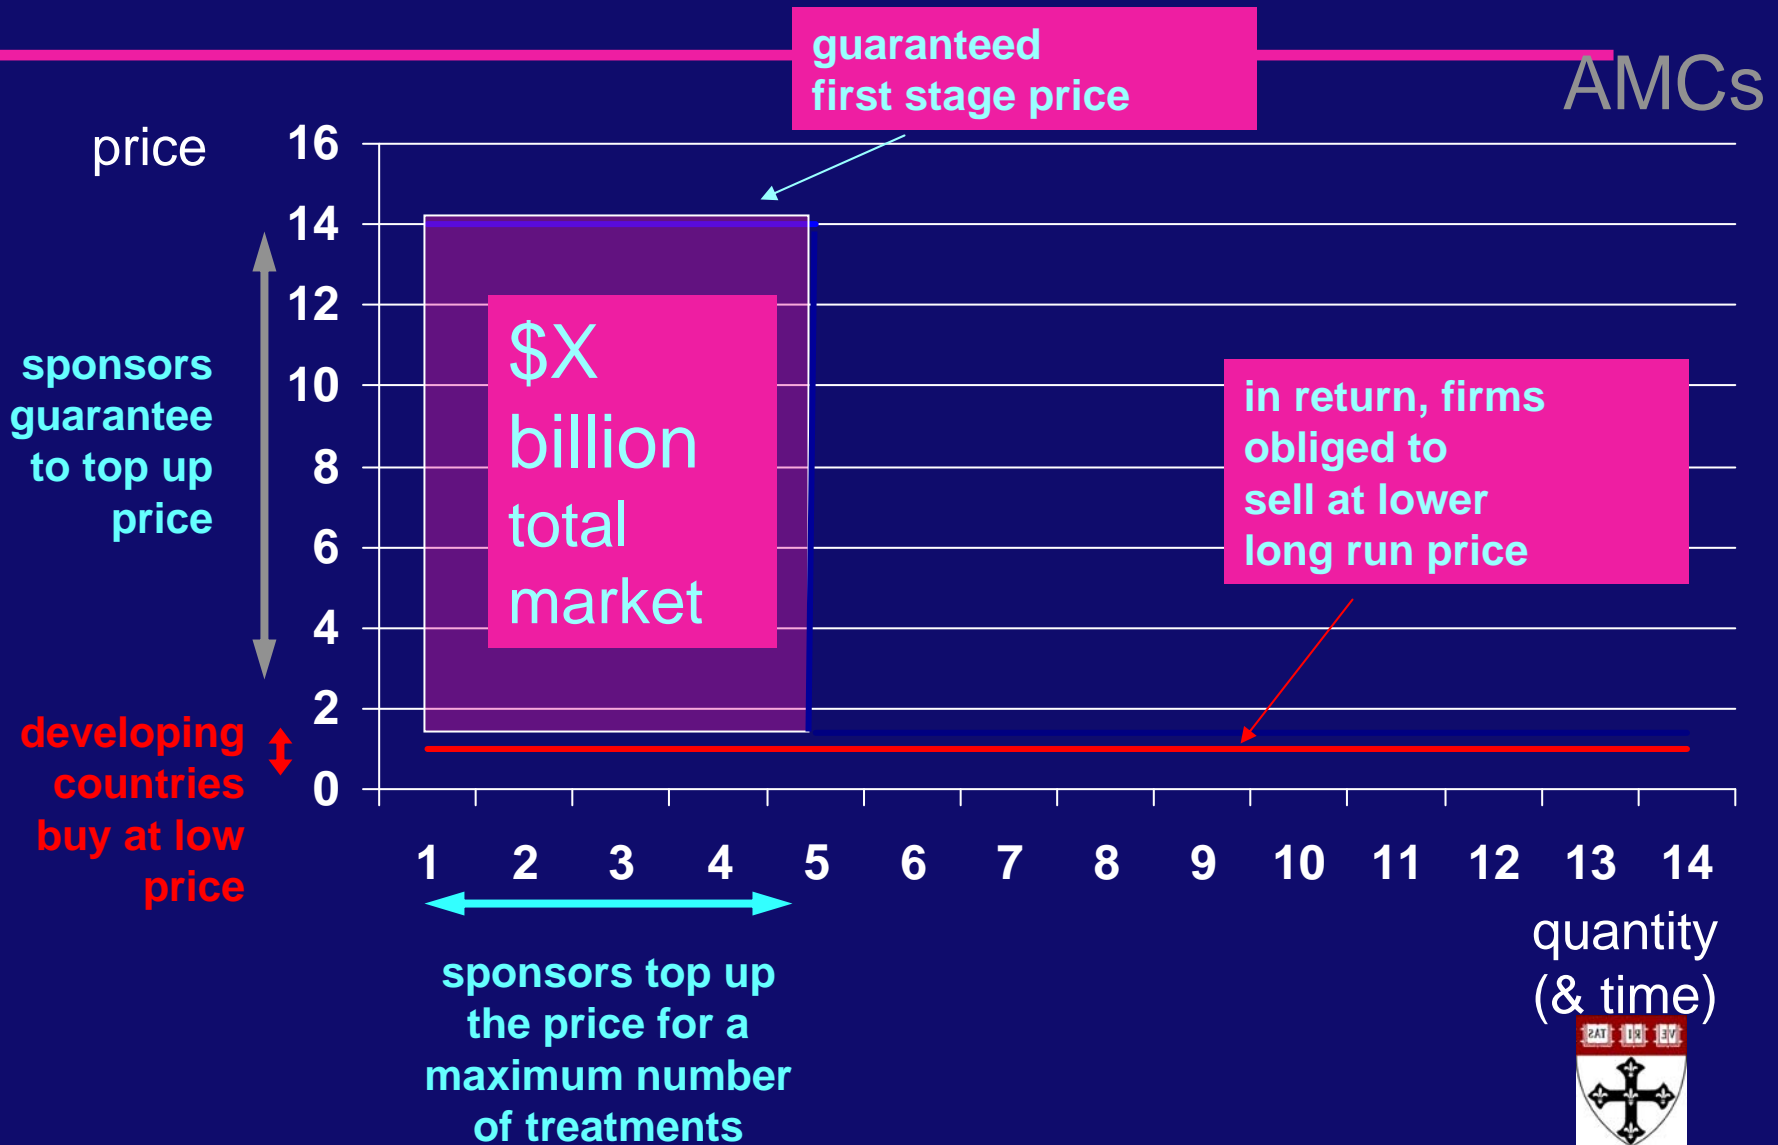 guaranteed
first stage price
AMCs
price
16
14
12
10
8
6
4
2
0
sponsors
guarantee
to top up
price
developing
countries
buy at low
price
$X
billion
total
market
in return, firms
obliged to
sell at lower
long run price
1 2 3 4 5 6 7 8 9 10 11 12 13 14
quantity
(& time)
sponsors top up
the price for a
maximum number
of treatments
VE RI TAS